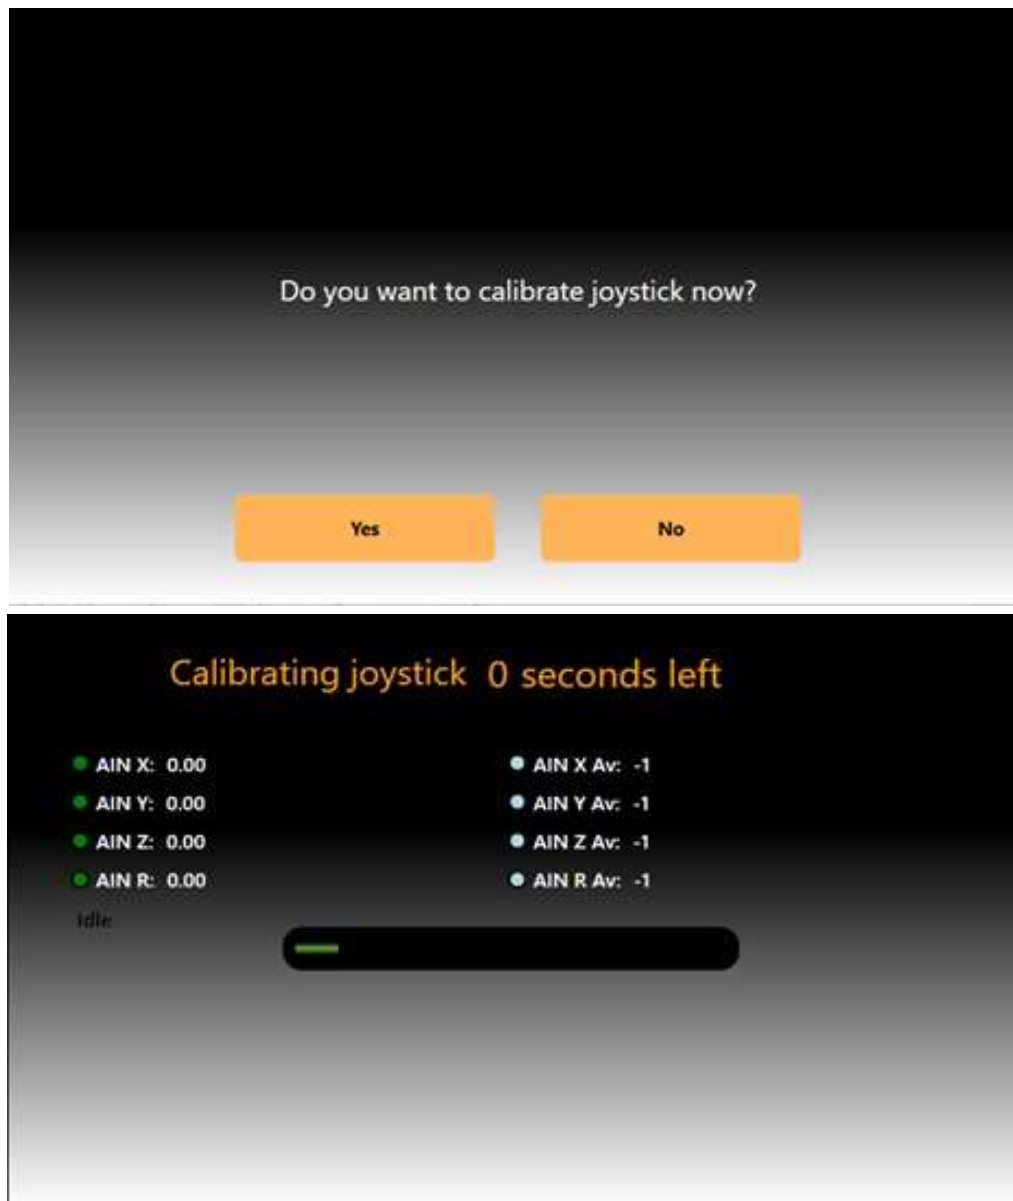 Do you want to calibrate joystick now?
Yes No
Calibrating joystick 0 seconds left
AIN X: 0.00 AIN X Av: -1
AIN Y: 0.00 AIN Y Av: -1
AIN Z: 0.00 AIN Z Av: -1
AIN R: 0.00 AIN R Av: -1
Idle